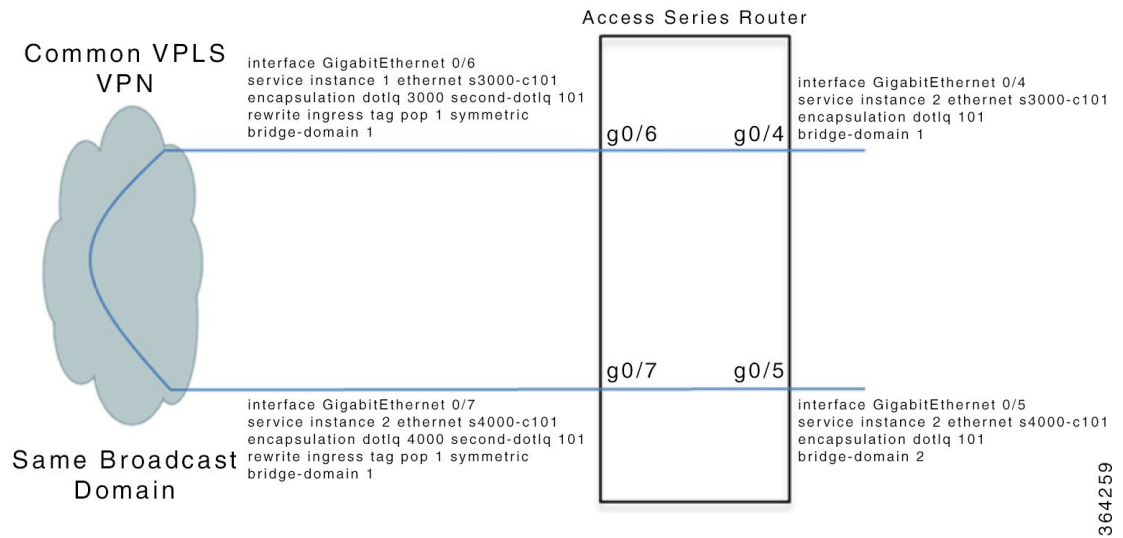 Access Series Router
Common VPLS
VPN
interface GigabitEthernet 0/6
service instance 1 ethernet s3000-c101
encapsulation dotlq 3000 second-dotlq 101
rewrite ingress tag pop 1 symmetric
bridge-domain 1
interface GigabitEthernet 0/4
service instance 2 ethernet s3000-c101
encapsulation dotlq 101
bridge-domain 1
g0/6
g0/4
g0/7
g0/5
interface GigabitEthernet 0/7
service instance 2 ethernet s4000-c101
encapsulation dotlq 4000 second-dotlq 101
rewrite ingress tag pop 1 symmetric
bridge-domain 1
interface GigabitEthernet 0/5
service instance 2 ethernet s4000-c101
encapsulation dotlq 101
bridge-domain 2
Same Broadcast
Domain
364259